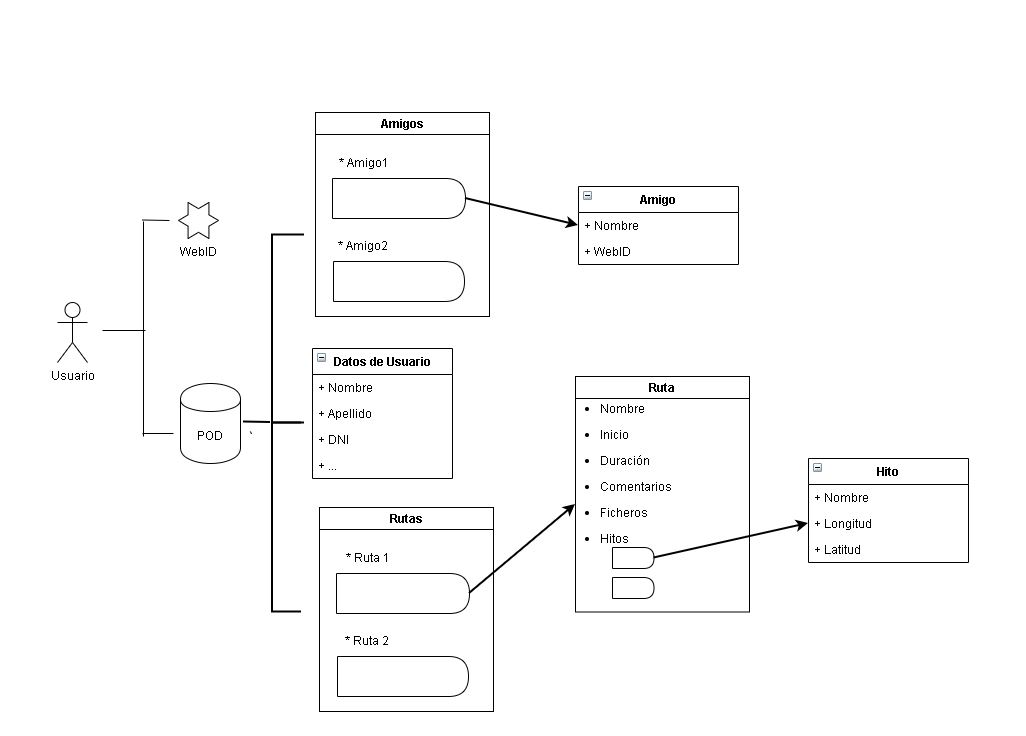 Amigos
* Amigo1
* Amigo2
Amigo
+ Nombre
+ WebID
WebID
Usuario
POD
Datos de Usuario
+ Nombre
+ Apellido
+ DNI
+ ...
Rutas
* Ruta 1
* Ruta 2
Ruta
• Nombre
• Inicio
• Duración
• Comentarios
• Ficheros
• Hitos
Hito
+ Nombre
+ Longitud
+ Latitud